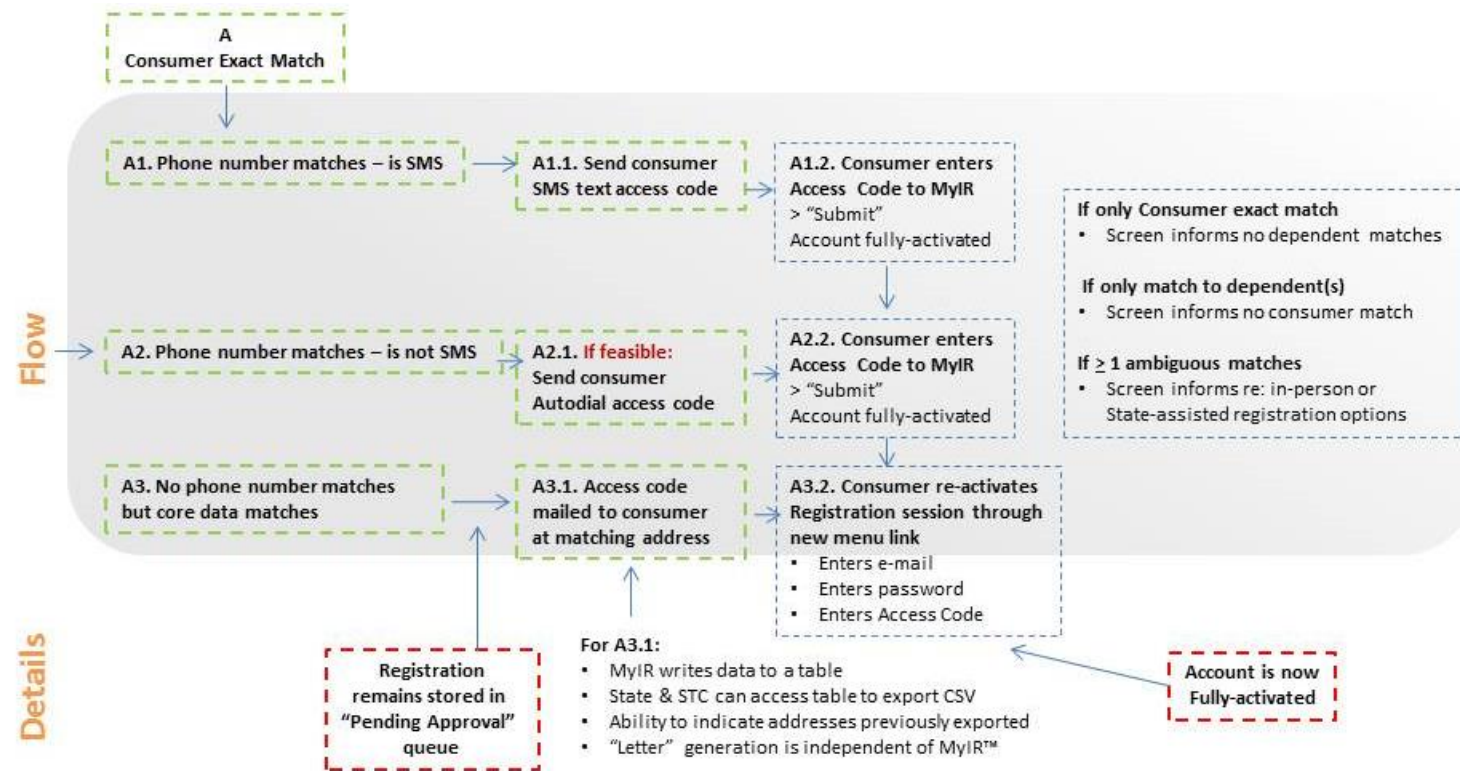 A
Consumer Exact Match
A1. Phone number matches – is SMS
A1.1. Send consumer
SMS text access code
A1.2. Consumer enters
Access Code to MyIR
> “Submit”
Account fully-activated
If only Consumer exact match
▪ Screen informs no dependent matches
If only match to dependent(s)
▪ Screen informs no consumer match
If > 1 ambiguous matches
▪ Screen informs re: in-person or
State-assisted registration options
Flow
A2. Phone number matches – is not SMS
A2.1. If feasible:
Send consumer
Autodial access code
A2.2. Consumer enters
Access Code to MyIR
> “Submit”
Account fully-activated
A3. No phone number matches
but core data matches
A3.1. Access code
mailed to consumer
at matching address
A3.2. Consumer re-activates
Registration session through
new menu link
▪ Enters e-mail
▪ Enters password
▪ Enters Access Code
Details
Registration
remains stored in
“Pending Approval”
queue
For A3.1:
▪ MyIR writes data to a table
▪ State & STC can access table to export CSV
▪ Ability to indicate addresses previously exported
▪ “Letter” generation is independent of MyIR™
Account is now
Fully-activated